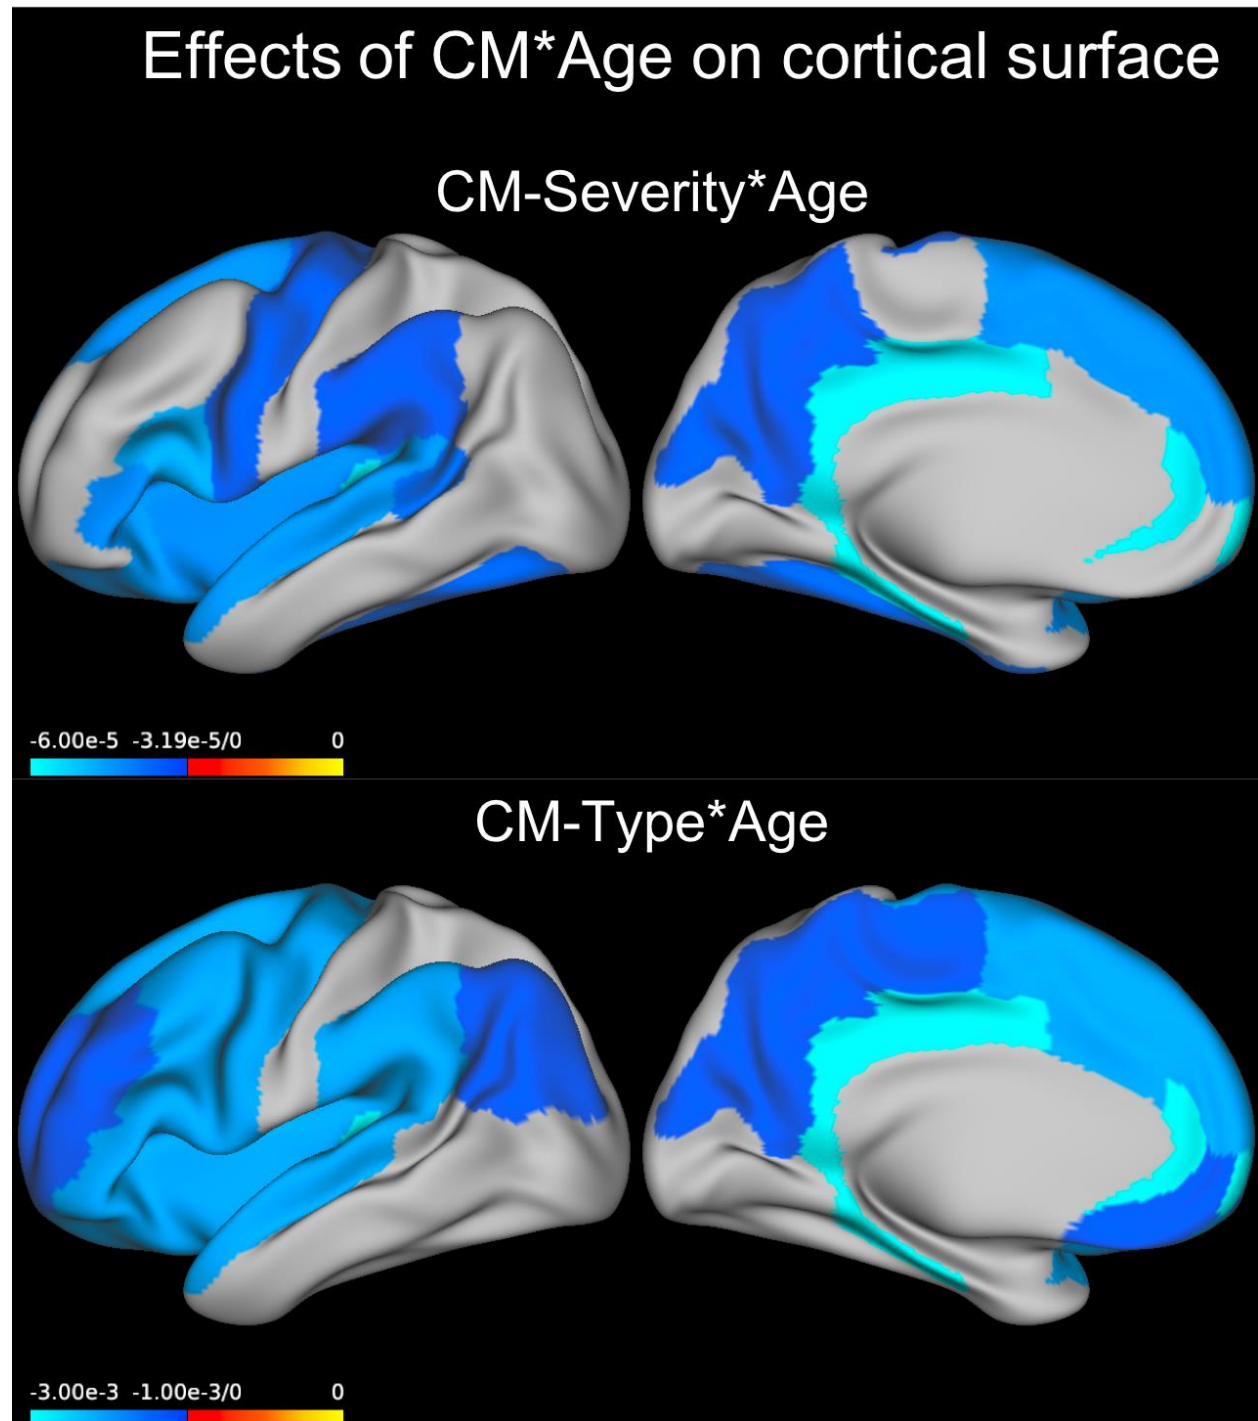 Effects of CM*Age on cortical surface
CM-Severity*Age
-6.00e-5 -3.19e-5/0 0
CM-Type*Age
-3.00e-3 -1.00e-3/0 0